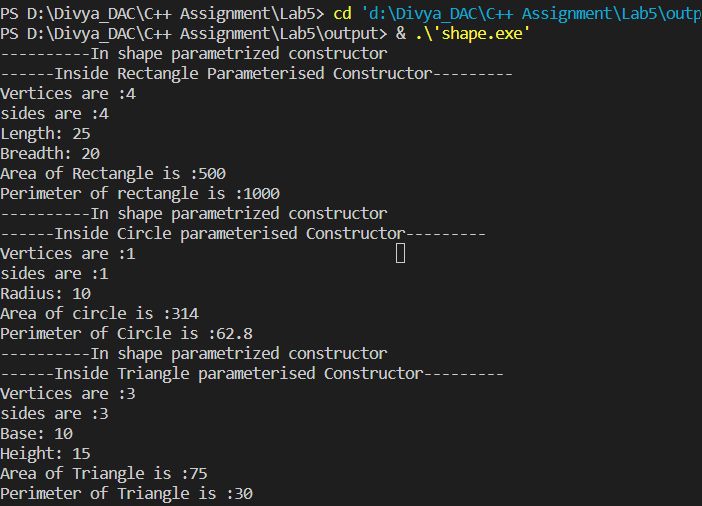 PS D:\Divya_DAC\C++ Assignment\Lab5> cd 'd:\Divya_DAC\C++ Assignment\Lab5\outp
PS D:\Divya_DAC\C++ Assignment\Lab5\output> & .\'shape.exe'
----------In shape parametrized constructor
------Inside Rectangle Parameterised Constructor---------
Vertices are :4
sides are :4
Length: 25
Breadth: 20
Area of Rectangle is :500
Perimeter of rectangle is :1000
----------In shape parametrized constructor
------Inside Circle parameterised Constructor---------
Vertices are :1
sides are :1
Radius: 10
Area of circle is :314
Perimeter of Circle is :62.8
----------In shape parametrized constructor
------Inside Triangle parameterised Constructor---------
Vertices are :3
sides are :3
Base: 10
Height: 15
Area of Triangle is :75
Perimeter of Triangle is :30